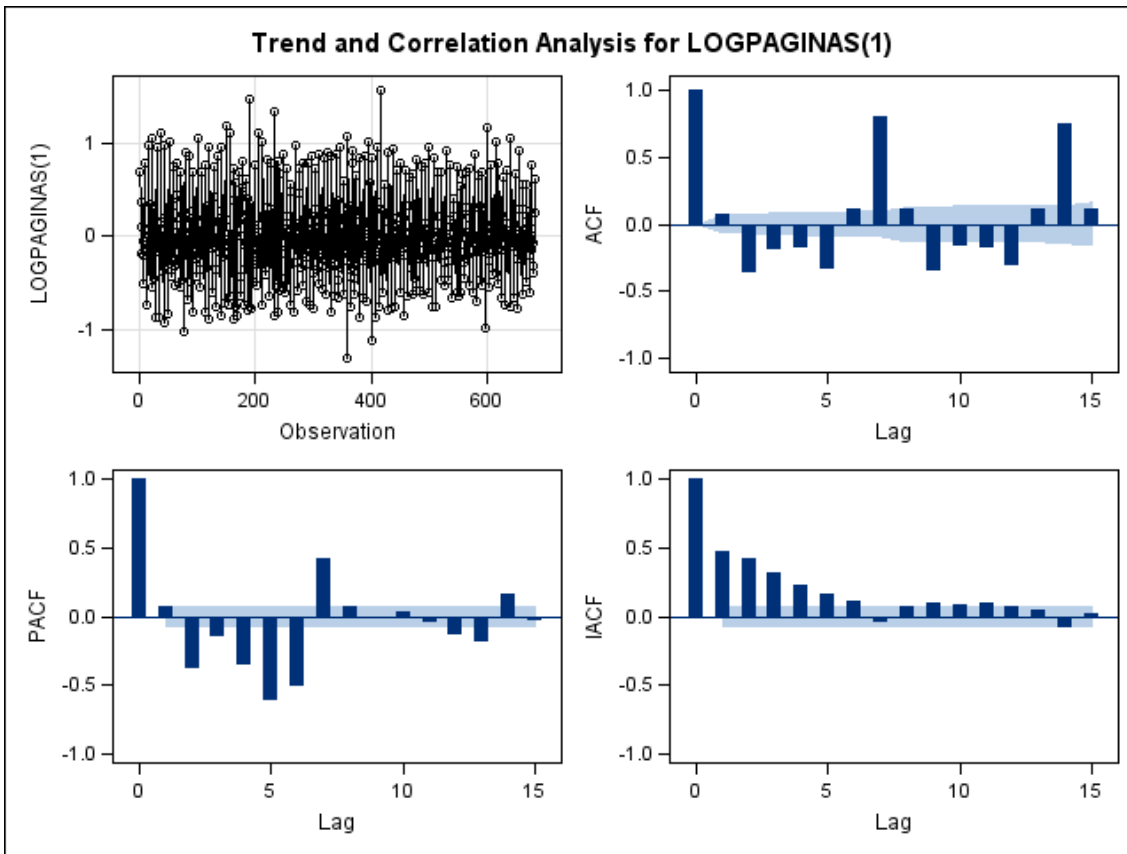 Trend and Correlation Analysis for LOGPAGINAS(1)
LOGPAGINAS(1)
1
0
-1
0 200 400 600
Observation
ACF
1.0
0.5
0.0
-0.5
-1.0
0 5 10 15
Lag
PACF
1.0
0.5
0.0
-0.5
-1.0
0 5 10 15
Lag
IACF
1.0
0.5
0.0
-0.5
-1.0
0 5 10 15
Lag